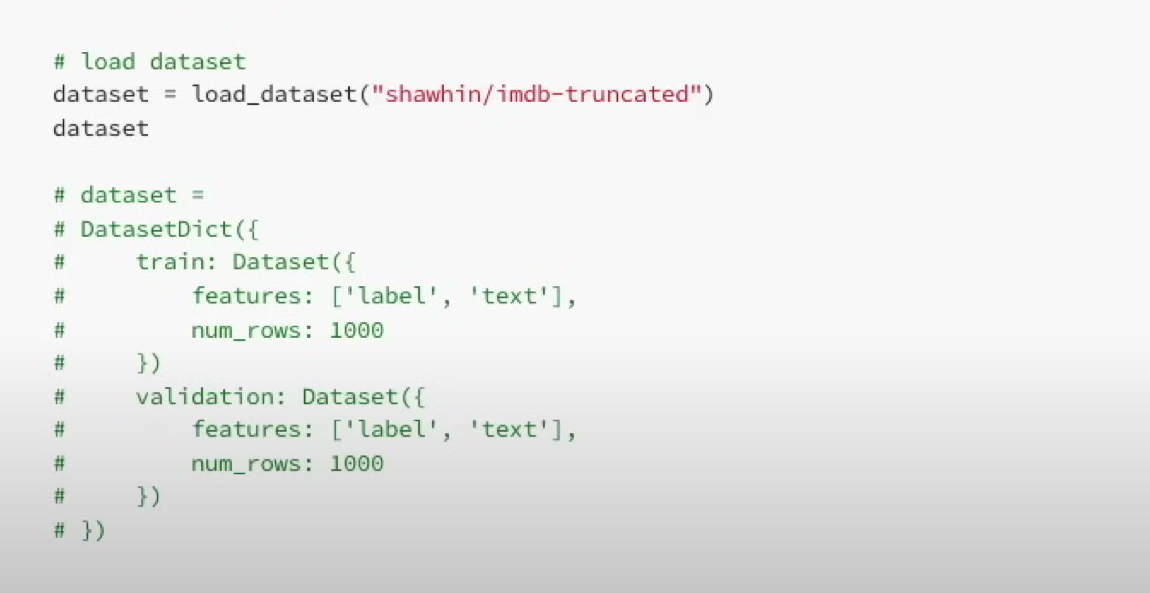 # load dataset
dataset = load_dataset("shawhin/imdb-truncated")
dataset

# dataset =
# DatasetDict({
#     train: Dataset({
#         features: ['label', 'text'],
#         num_rows: 1000
#     })
#     validation: Dataset({
#         features: ['label', 'text'],
#         num_rows: 1000
#     })
# })